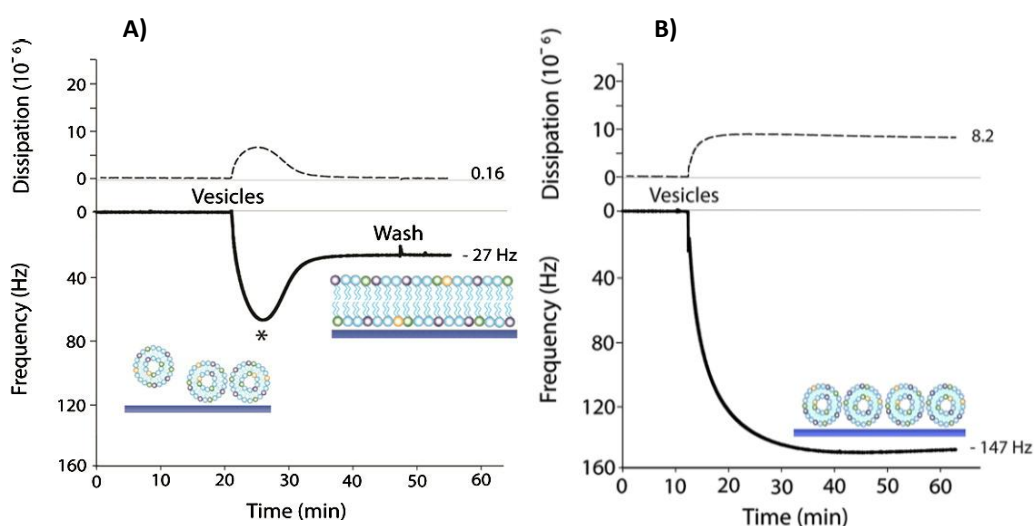 A)
Dissipation (10⁻⁶)
20
10
0
0.16
Vesicles
0
40
80
120
160
Frequency (Hz)
Wash
- 27 Hz
*
0 10 20 30 40 50 60
Time (min)
B)
Dissipation (10⁻⁶)
20
10
0
8.2
Vesicles
0
40
80
120
160
Frequency (Hz)
- 147 Hz
0 10 20 30 40 50 60
Time (min)